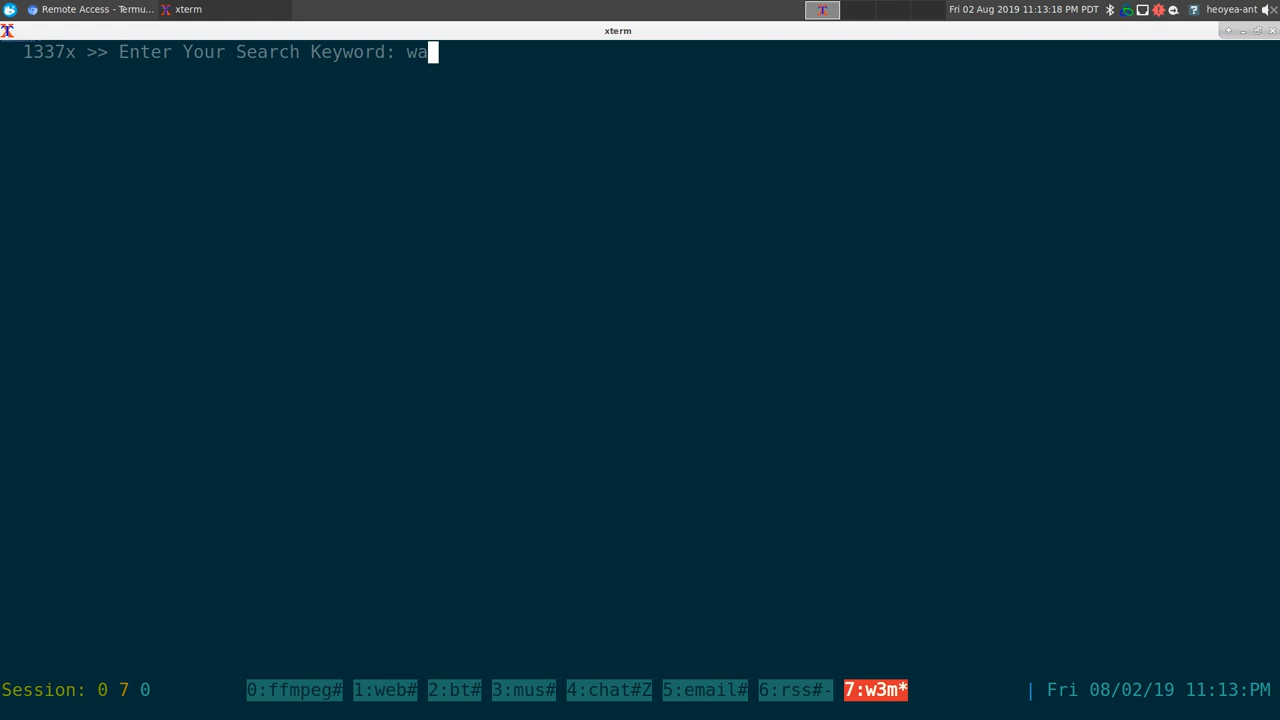 Remote Access - Termu... xterm Fri 02 Aug 2019 11:13:18 PM PDT heoyea-ant
xterm
1337x >> Enter Your Search Keyword: wa
Session: 0 7 0 0:ffmpeg# 1:web# 2:bt# 3:mus# 4:chat#Z 5:email# 6:rss#- 7:w3m* | Fri 08/02/19 11:13:PM